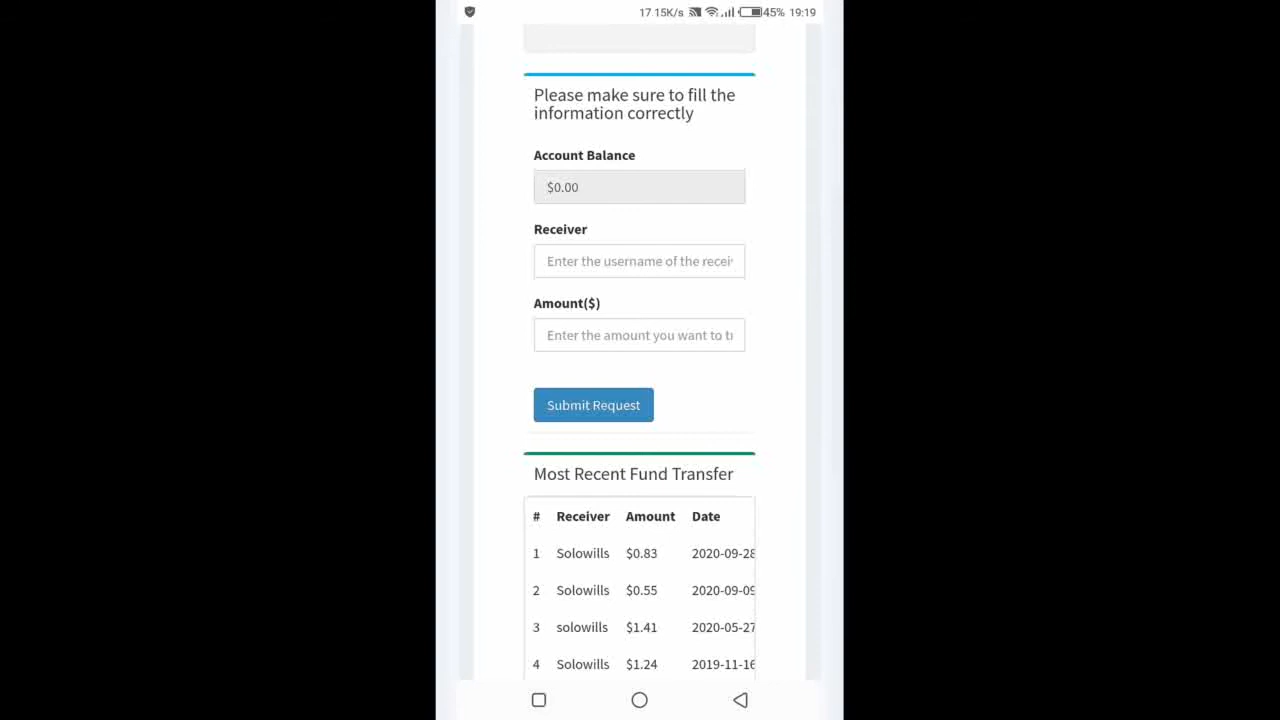 17.15K/s 45% 19:19
Please make sure to fill the
information correctly
Account Balance
$0.00
Receiver
Enter the username of the recei
Amount($)
Enter the amount you want to tr
Submit Request
Most Recent Fund Transfer
# Receiver Amount Date
1 Solowills $0.83 2020-09-28
2 Solowills $0.55 2020-09-09
3 solowills $1.41 2020-05-27
4 Solowills $1.24 2019-11-16